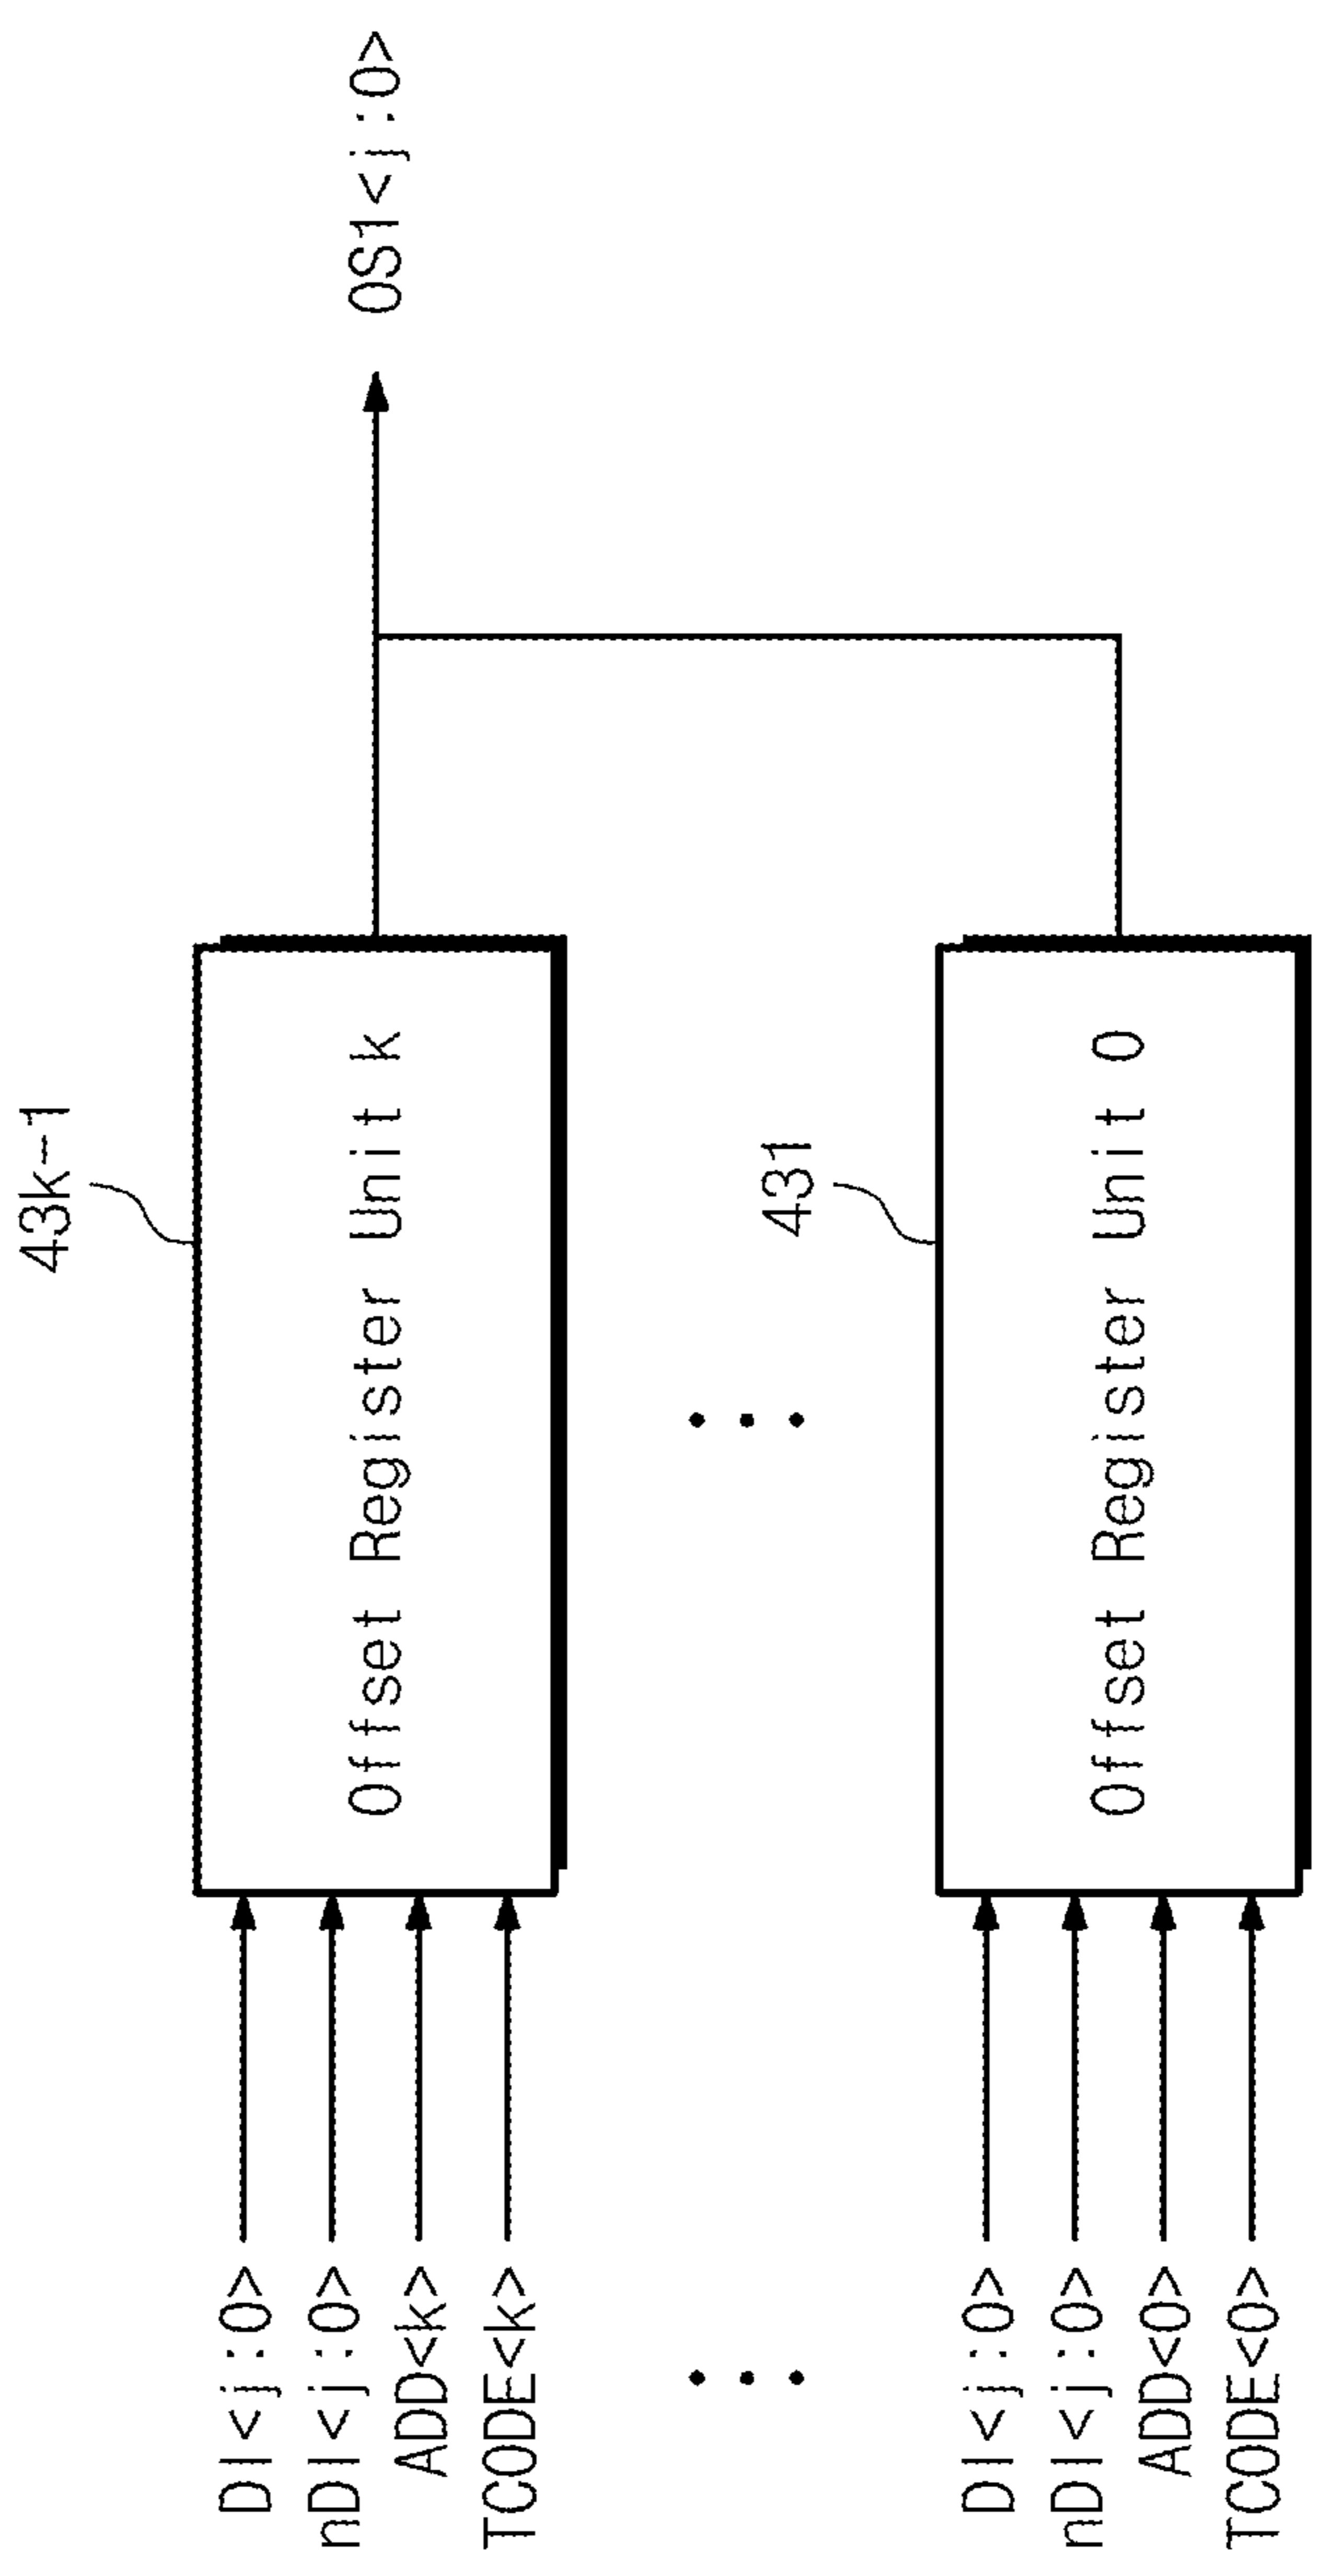 43k-1
DI<j:0>
nDI<j:0>
ADD<k>
TCODE<k>
Offset Register Unit k
OS1<j:0>
431
DI<j:0>
nDI<j:0>
ADD<0>
TCODE<0>
Offset Register Unit 0